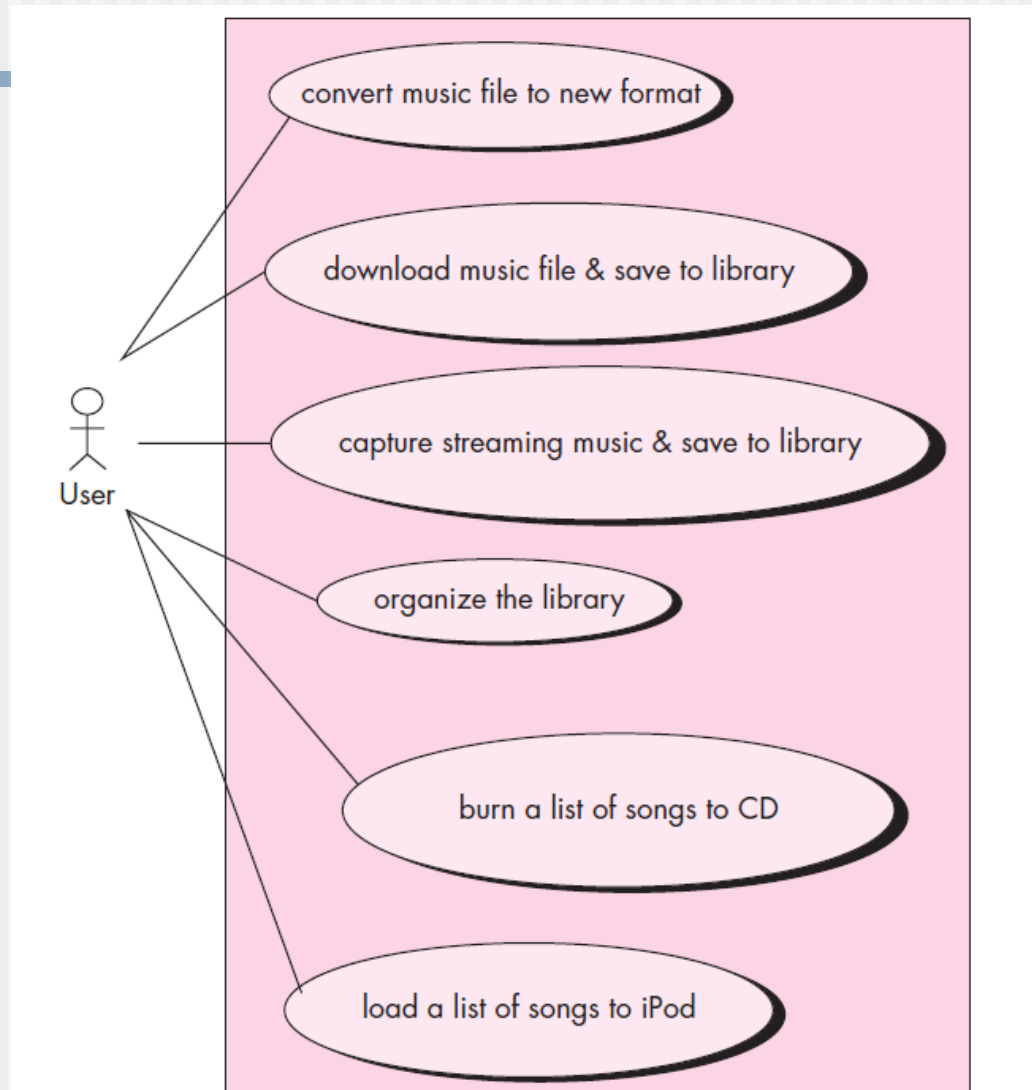 convert music file to new format
download music file & save to library
capture streaming music & save to library
User
organize the library
burn a list of songs to CD
load a list of songs to iPod